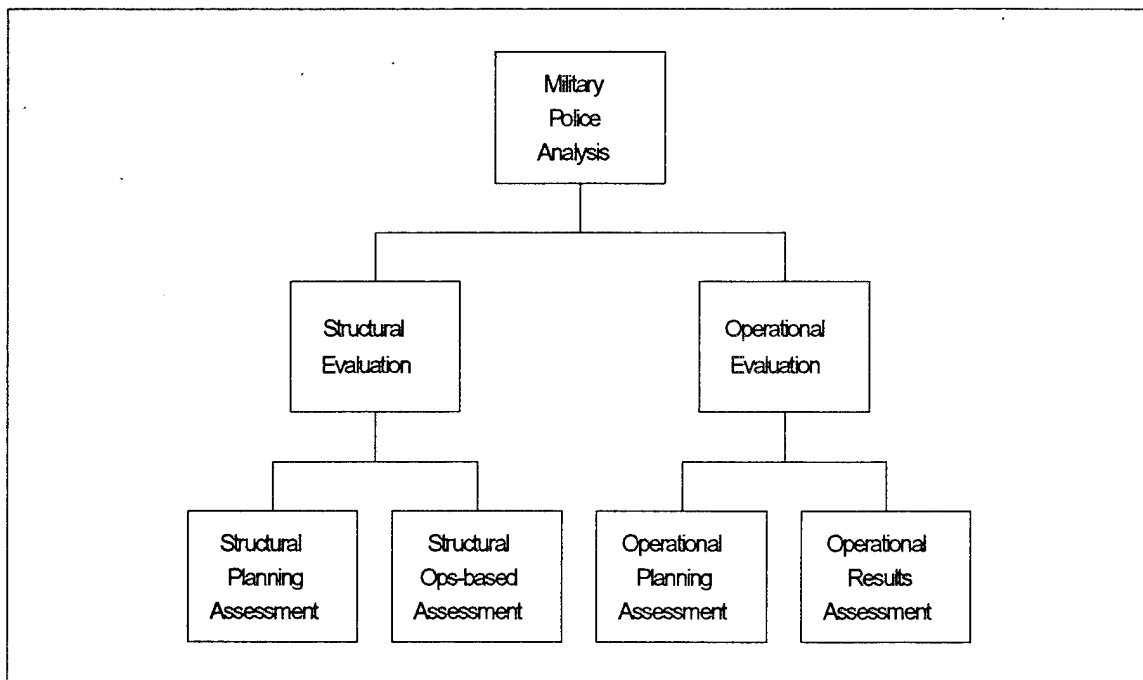 Military
Police
Analysis
Structural
Evaluation
Operational
Evaluation
Structural
Planning
Assessment
Structural
Ops-based
Assessment
Operational
Planning
Assessment
Operational
Results
Assessment